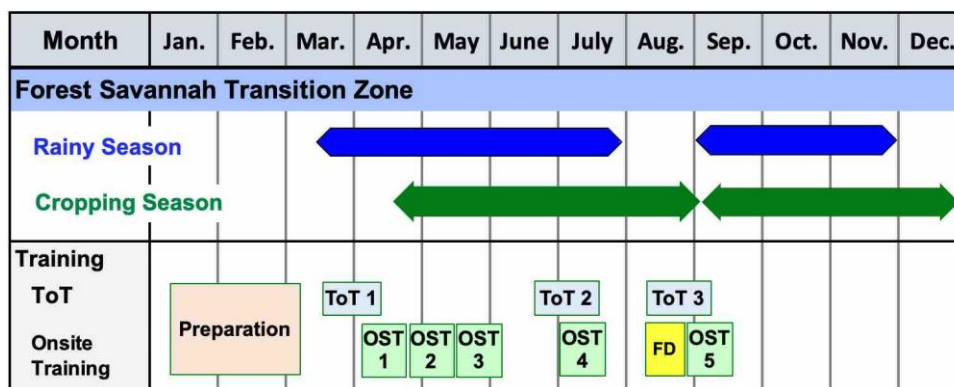 Month Jan. Feb. Mar. Apr. May June July Aug. Sep. Oct. Nov. Dec.
Forest Savannah Transition Zone
Rainy Season
Cropping Season
Training
ToT
ToT 1
ToT 2
ToT 3
Preparation
Onsite
Training
OST
1
OST
2
OST
3
OST
4
FD
OST
5